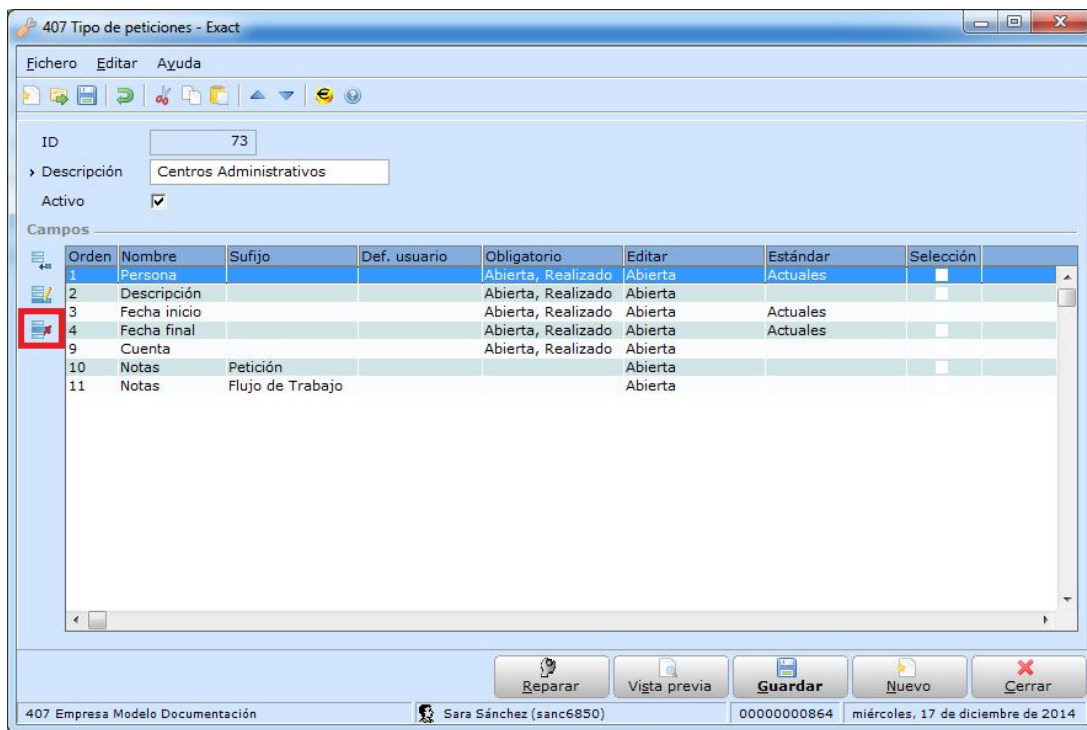 407 Tipo de peticiones - Exact
Fichero Editar Ayuda
ID 73
Descripción Centros Administrativos
Activo
Campos
Orden Nombre Sufijo Def. usuario Obligatorio Editar Estándar Selección
1 Persona Abierta, Realizado Abierta Actuales
2 Descripción Abierta, Realizado Abierta
3 Fecha inicio Abierta, Realizado Abierta Actuales
4 Fecha final Abierta, Realizado Abierta Actuales
9 Cuenta Abierta, Realizado Abierta
10 Notas Petición Abierta
11 Notas Flujo de Trabajo Abierta
Reparar Vista previa Guardar Nuevo Cerrar
407 Empresa Modelo Documentación Sara Sánchez (sanc6850) 00000000864 miércoles, 17 de diciembre de 2014